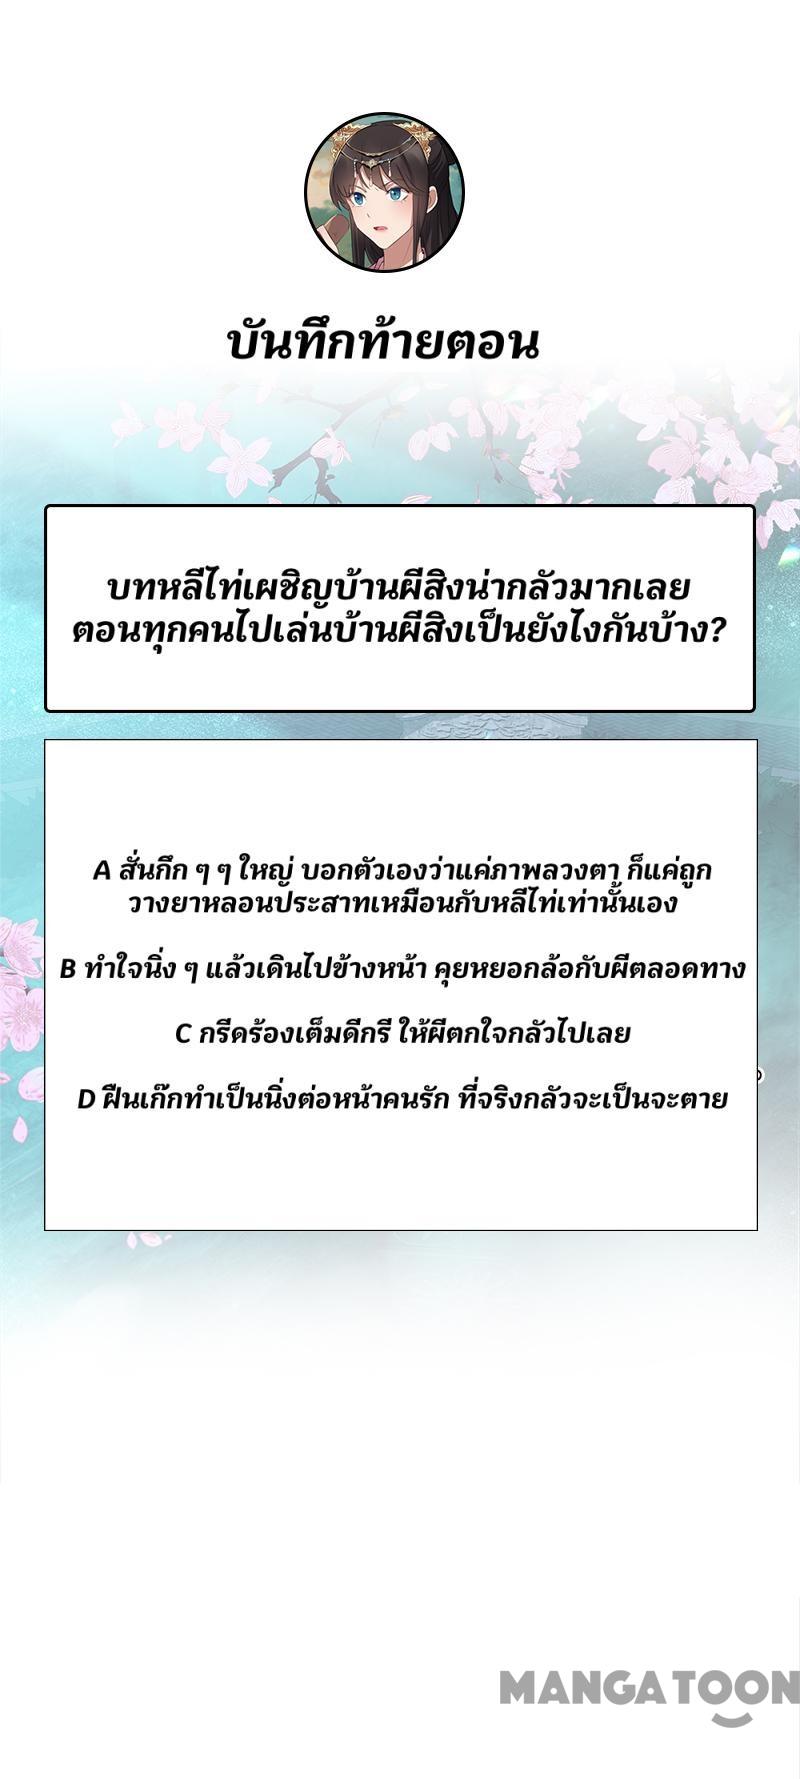 บันทึกท้ายตอน
บทหลีไท่เผชิญบ้านผีสิงน่ากลัวมากเลย
ตอนทุกคนไปเล่นบ้านผีสิงเป็นยังไงกันบ้าง?
A สั่นกึก ๆ ๆ ใหญ่ บอกตัวเองว่าแค่ภาพลวงตา ก็แค่ถูก
วางยาหลอนประสาทเหมือนกับหลีไท่เท่านั้นเอง
B ทำใจนิ่ง ๆ แล้วเดินไปข้างหน้า คุยหยอกล้อกับผีตลอดทาง
C กรีดร้องเต็มดีกรี ให้ผีตกใจกลัวไปเลย
D ฝืนเก๊กทำเป็นนิ่งต่อหน้าคนรัก ที่จริงกลัวจะเป็นจะตาย
MANGATOON